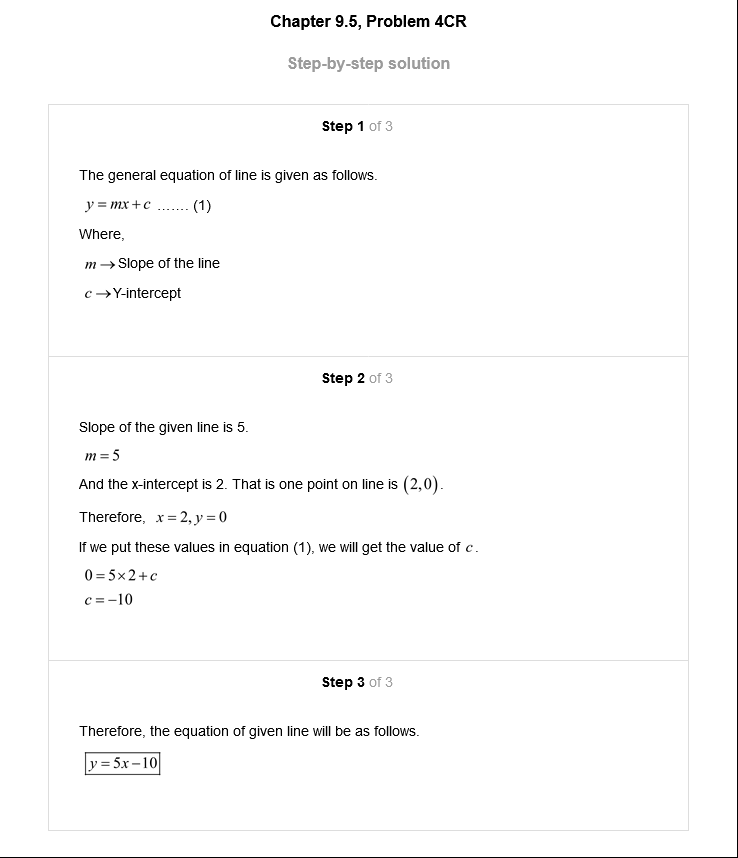 Chapter 9.5, Problem 4CR
Step-by-step solution
Step 1 of 3
The general equation of line is given as follows.
y = mx + c ....... (1)
Where,
m → Slope of the line
c → Y-intercept
Step 2 of 3
Slope of the given line is 5.
m = 5
And the x-intercept is 2. That is one point on line is (2,0).
Therefore, x = 2, y = 0
If we put these values in equation (1), we will get the value of c.
0 = 5×2 + c
c = −10
Step 3 of 3
Therefore, the equation of given line will be as follows.
y = 5x − 10